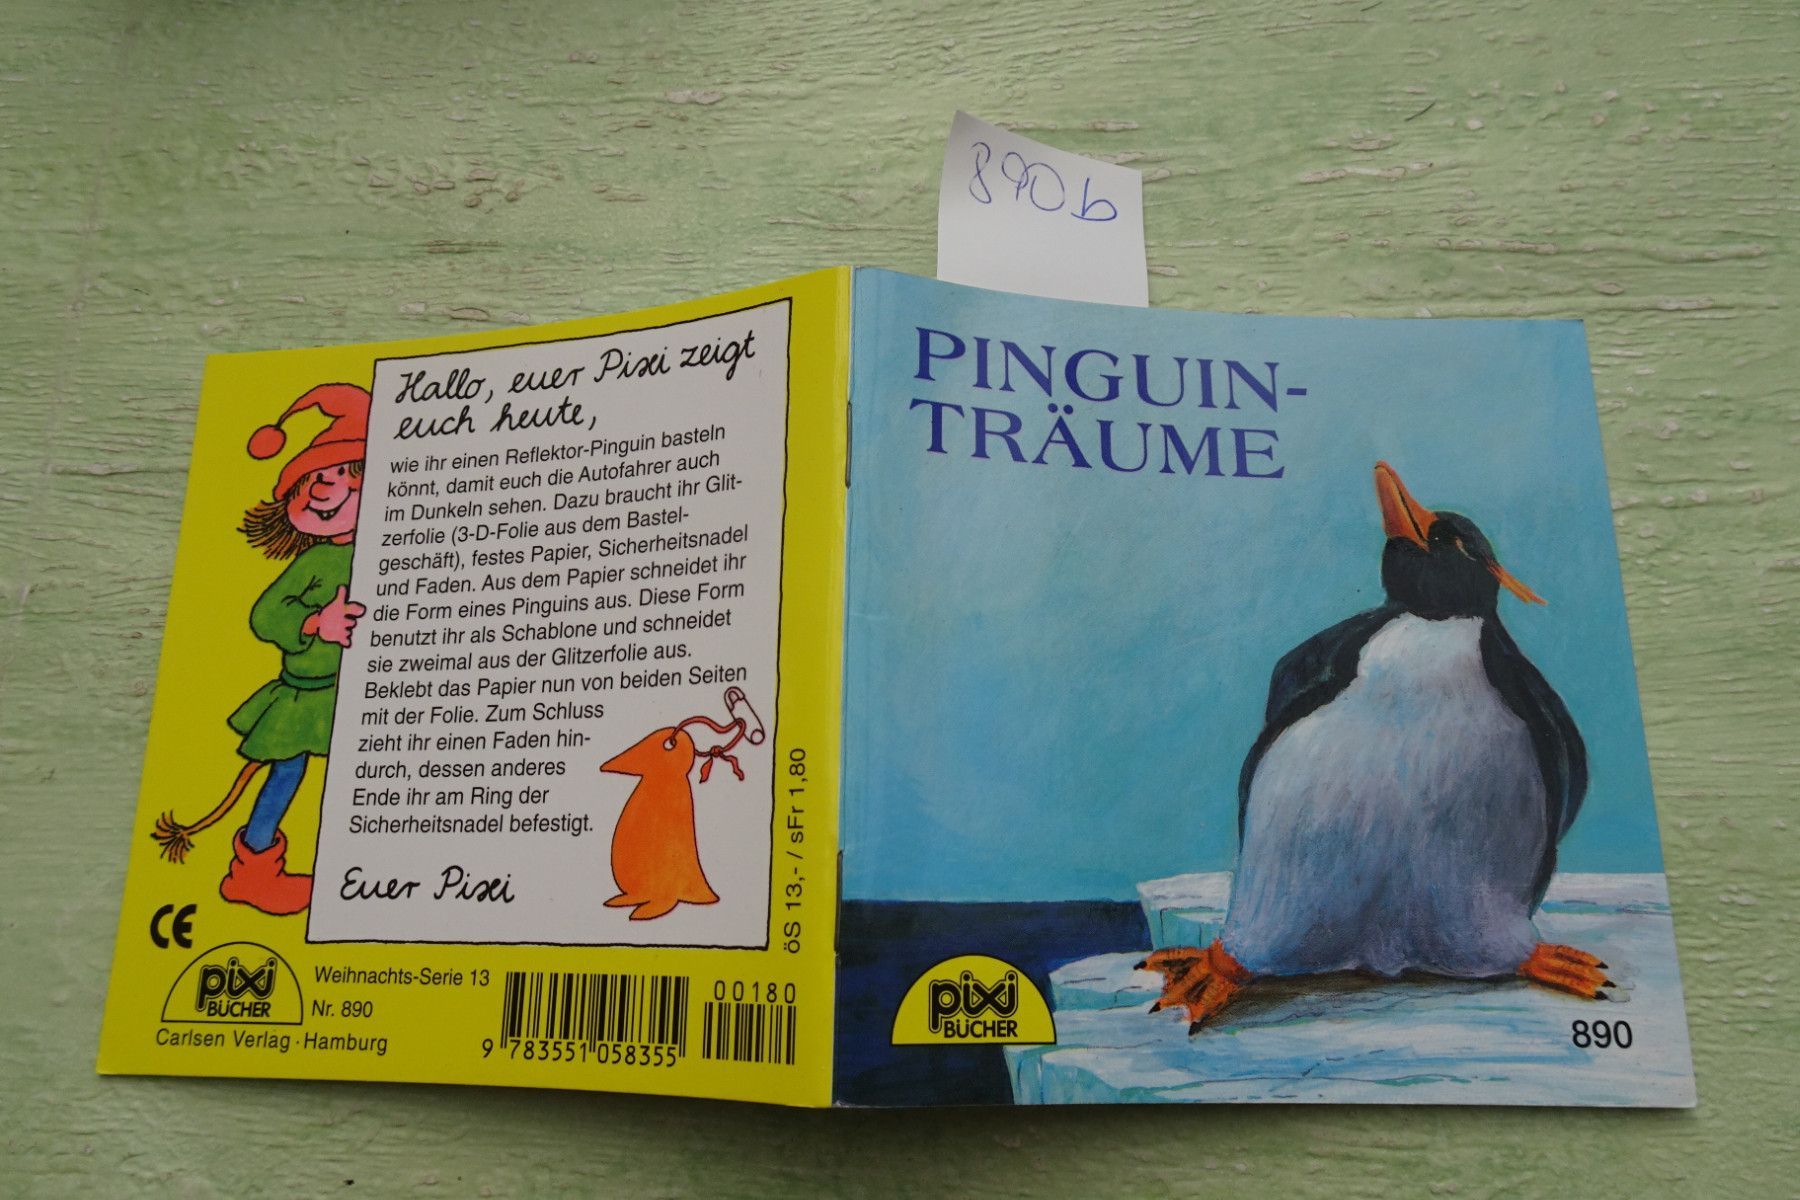 890b
Hallo, euer Pixi zeigt
euch heute,
wie ihr einen Reflektor-Pinguin basteln
könnt, damit euch die Autofahrer auch
im Dunkeln sehen. Dazu braucht ihr Glit-
zerfolie (3-D-Folie aus dem Bastel-
geschäft), festes Papier, Sicherheitsnadel
und Faden. Aus dem Papier schneidet ihr
die Form eines Pinguins aus. Diese Form
benutzt ihr als Schablone und schneidet
sie zweimal aus der Glitzerfolie aus.
Beklebt das Papier nun von beiden Seiten
mit der Folie. Zum Schluss
zieht ihr einen Faden hin-
durch, dessen anderes
Ende ihr am Ring der
Sicherheitsnadel befestigt.
Euer Pixi
öS 13,- / sFr 1,80
CE
pixi
BÜCHER
Weihnachts-Serie 13
Nr. 890
Carlsen Verlag · Hamburg
00180
9 783551 058355
PINGUIN-
TRÄUME
pixi
BÜCHER
890